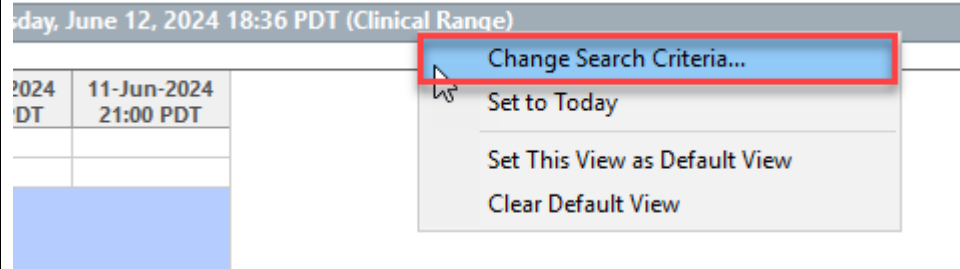 sday, June 12, 2024 18:36 PDT (Clinical Range)
Change Search Criteria...
2024 11-Jun-2024
PDT 21:00 PDT
Set to Today
Set This View as Default View
Clear Default View